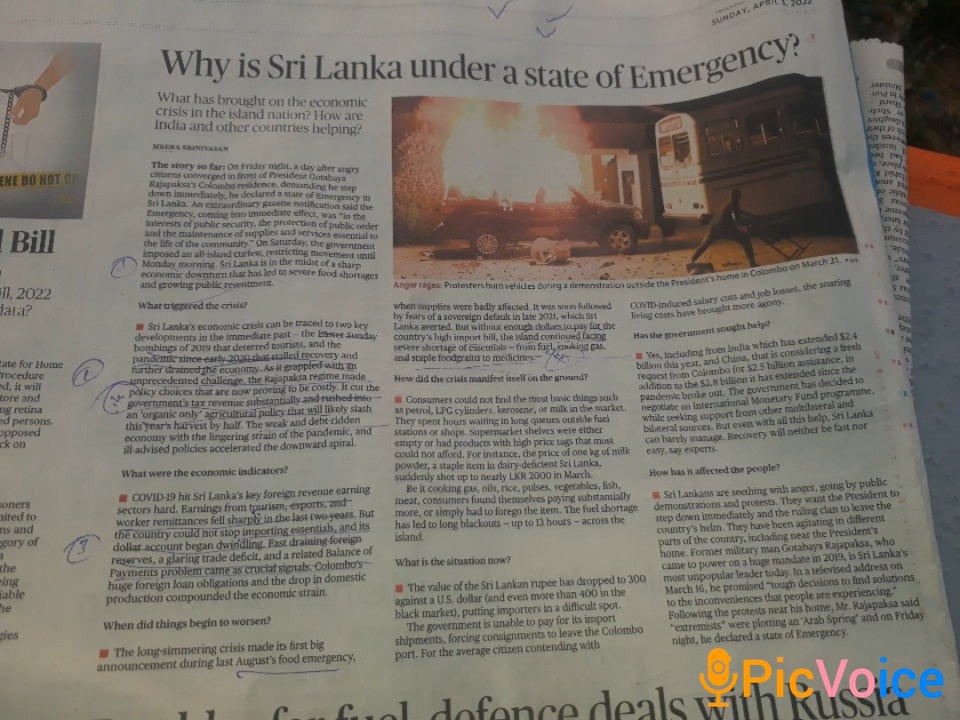 SUNDAY, APRIL 3, 2022
Why is Sri Lanka under a state of Emergency?
What has brought on the economic
crisis in the island nation? How are
India and other countries helping?
MEERA SRINIVASAN
The story so far: On Friday night, a day after angry
citizens converged in front of President Gotabaya
Rajapaksa's Colombo residence, demanding he step
down immediately, he declared a state of Emergency in
Sri Lanka. An extraordinary gazette notification said the
Emergency, coming into immediate effect, was "in the
interests of public security, the protection of public order
and the maintenance of supplies and services essential to
the life of the community." On Saturday, the government
imposed an all-island curfew, restricting movement until
Monday morning. Sri Lanka is in the midst of a sharp
economic downturn that has led to severe food shortages
and growing public resentment.
What triggered the crisis?
Sri Lanka's economic crisis can be traced to two key
developments in the immediate past – the Easter Sunday
bombings of 2019 that deterred tourists, and the
pandemic since early 2020 that stalled recovery and
further drained the economy. As it grappled with an
unprecedented challenge, the Rajapaksa regime made
policy choices that are now proving to be costly. It cut the
government's tax revenue substantially and rushed into
an 'organic only' agricultural policy that will likely slash
this year's harvest by half. The weak and debt-ridden
economy with the lingering strain of the pandemic, and
ill-advised policies accelerated the downward spiral.
What were the economic indicators?
COVID-19 hit Sri Lanka's key foreign revenue earning
sectors hard. Earnings from tourism, exports, and
worker remittances fell sharply in the last two years. But
the country could not stop importing essentials, and its
dollar account began dwindling. Fast draining foreign
reserves, a glaring trade deficit, and a related Balance of
Payments problem came as crucial signals. Colombo's
huge foreign loan obligations and the drop in domestic
production compounded the economic strain.
When did things begin to worsen?
The long-simmering crisis made its first big
announcement during last August's food emergency,
Anger rages: Protesters burn vehicles during a demonstration outside the President's home in Colombo on March 31.
when supplies were badly affected. It was soon followed
by fears of a sovereign default in late 2021, which Sri
Lanka averted. But without enough dollars to pay for the
country's high import bill, the island continued facing
severe shortage of essentials – from fuel, cooking gas,
and staple foodgrains to medicines.
How did the crisis manifest itself on the ground?
Consumers could not find the most basic things such
as petrol, LPG cylinders, kerosene, or milk in the market.
They spent hours waiting in long queues outside fuel
stations or shops. Supermarket shelves were either
empty or had products with high price tags that most
could not afford. For instance, the price of one kg of milk
powder, a staple item in dairy-deficient Sri Lanka,
suddenly shot up to nearly LKR 2000 in March.
Be it cooking gas, oils, rice, pulses, vegetables, fish,
meat, consumers found themselves paying substantially
more, or simply had to forego the item. The fuel shortage
has led to long blackouts – up to 13 hours – across the
island.
What is the situation now?
The value of the Sri Lankan rupee has dropped to 300
against a U.S. dollar (and even more than 400 in the
black market), putting importers in a difficult spot.
The government is unable to pay for its import
shipments, forcing consignments to leave the Colombo
port. For the average citizen contending with
COVID-induced salary cuts and job losses, the soaring
living costs have brought more agony.
Has the government sought help?
Yes, including from India which has extended $2.4
billion this year, and China, that is considering a fresh
request from Colombo for $2.5 billion assistance, in
addition to the $2.8 billion it has extended since the
pandemic broke out. The government has decided to
negotiate an International Monetary Fund programme,
while seeking support from other multilateral and
bilateral sources. But even with all this help, Sri Lanka
can barely manage. Recovery will neither be fast nor
easy, say experts.
How has it affected the people?
Sri Lankans are seething with anger, going by public
demonstrations and protests. They want the President to
step down immediately and the ruling clan to leave the
country's helm. They have been agitating in different
parts of the country, including near the President's
home. Former military man Gotabaya Rajapaksa, who
came to power on a huge mandate in 2019, is Sri Lanka's
most unpopular leader today. In a televised address on
March 16, he promised "tough decisions to find solutions
to the inconveniences that people are experiencing."
Following the protests near his home, Mr. Rajapaksa said
"extremists" were plotting an 'Arab Spring' and on Friday
night, he declared a state of Emergency.
ENE DO NOT
Bill
ill, 2022
data?
tate for Home
rocedure
ed, it will
tore and
ng retina
ed persons.
opposed
ck on
soners
mited to
ns and
egory of
a
the
being
iable
he
gies
for fuel, defence deals with Russia
PicVoice